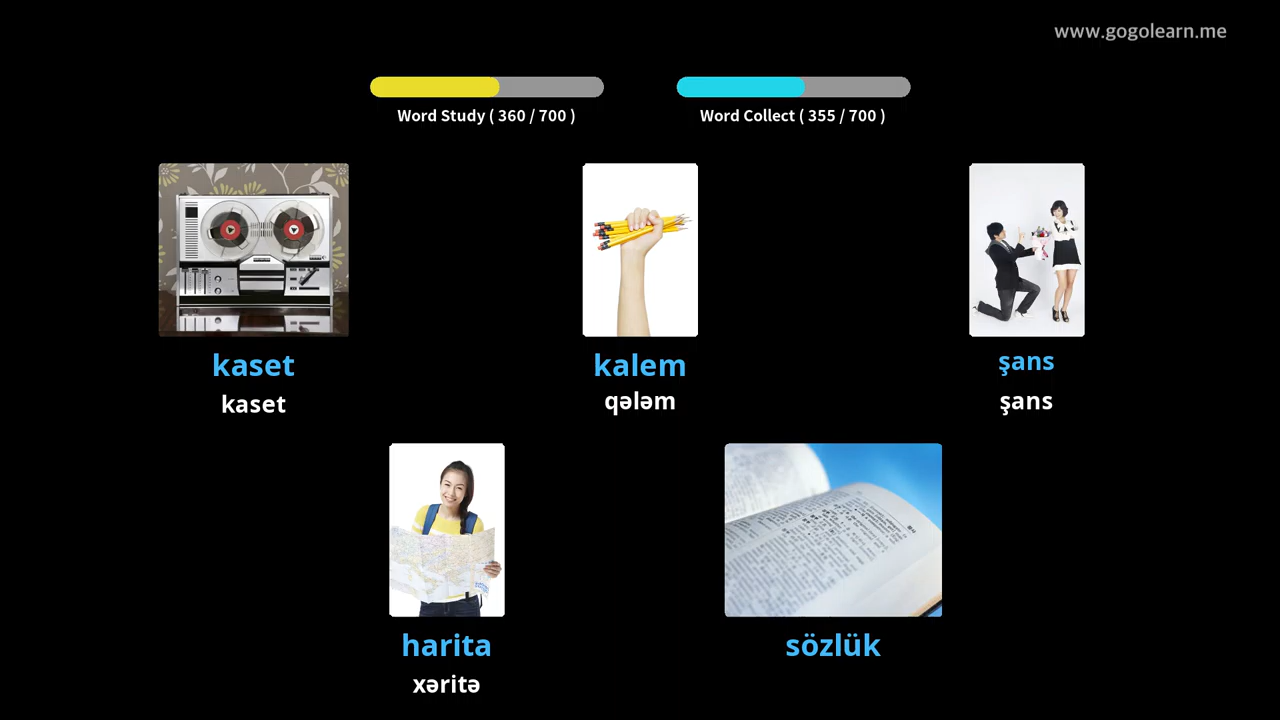 www.gogolearn.me
Word Study ( 360 / 700 )
Word Collect ( 355 / 700 )
kaset
kaset
kalem
qələm
şans
şans
harita
xəritə
sözlük